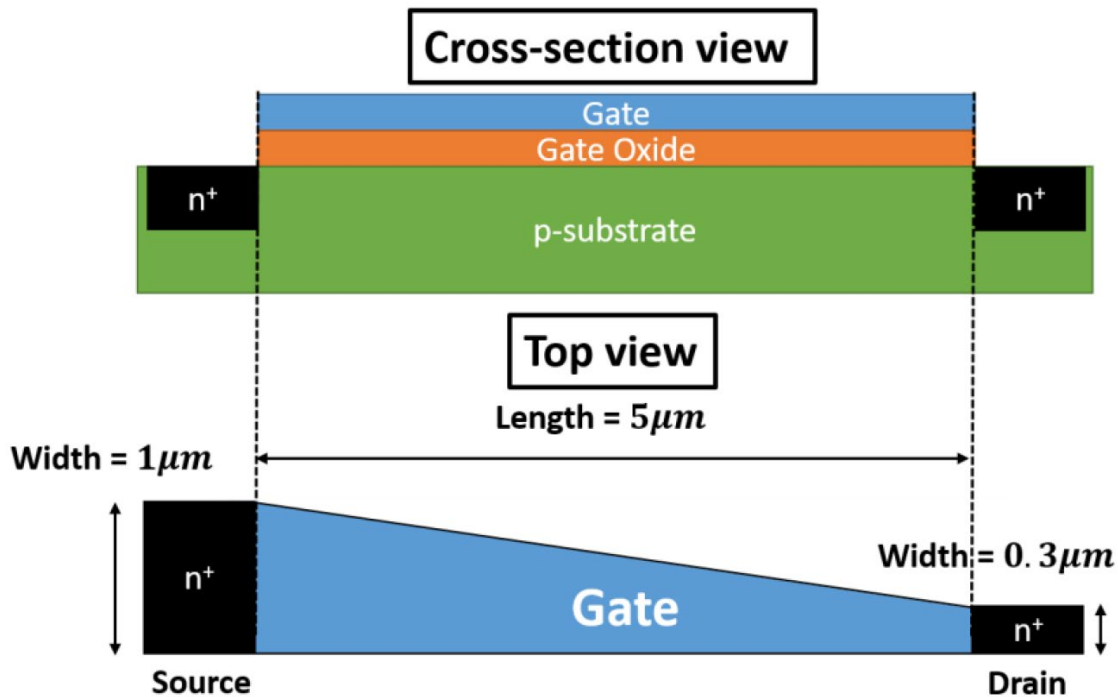 Cross-section view
Gate
Gate Oxide
n⁺
n⁺
p-substrate
Top view
Length = 5μm
Width = 1μm
Width = 0.3μm
n⁺
Gate
n⁺
Source
Drain